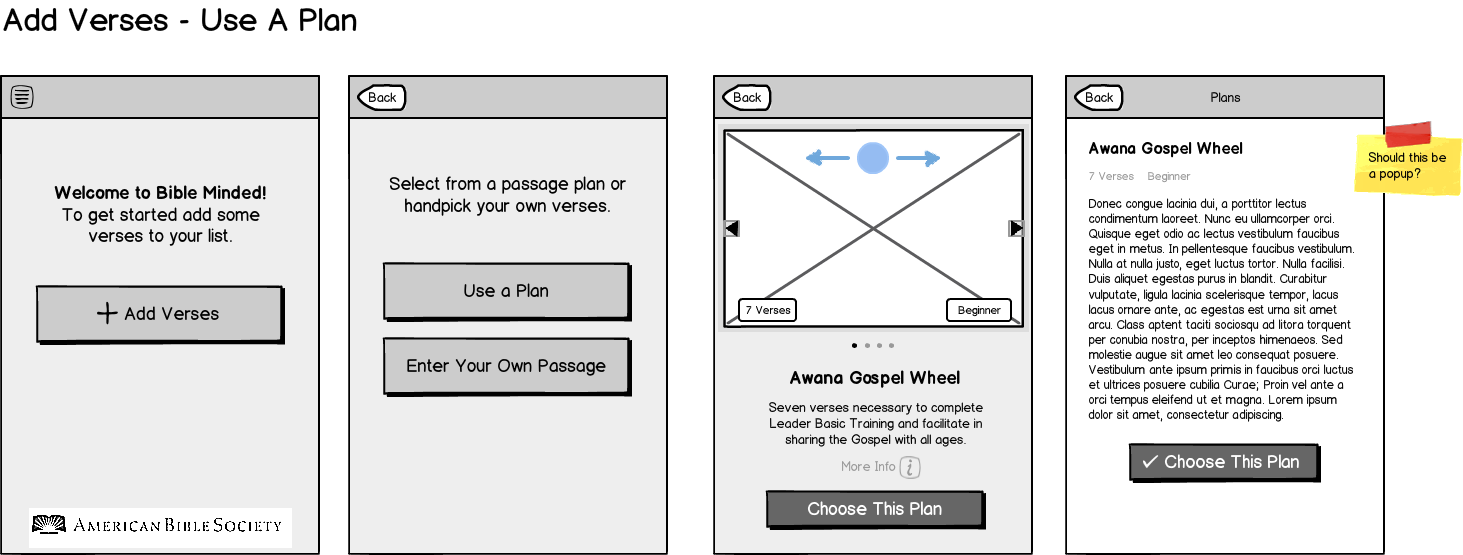 Add Verses - Use A Plan
Welcome to Bible Minded!
To get started add some
verses to your list.
Add Verses
AMERICAN BIBLE SOCIETY
Back
Select from a passage plan or
handpick your own verses.
Use a Plan
Enter Your Own Passage
Back
7 Verses
Beginner
Awana Gospel Wheel
Seven verses necessary to complete
Leader Basic Training and facilitate in
sharing the Gospel with all ages.
More Info i
Choose This Plan
Back
Plans
Awana Gospel Wheel
7 Verses Beginner
Donec congue lacinia dui, a porttitor lectus
condimentum laoreet. Nunc eu ullamcorper orci.
Quisque eget odio ac lectus vestibulum faucibus
eget in metus. In pellentesque faucibus vestibulum.
Nulla at nulla justo, eget luctus tortor. Nulla facilisi.
Duis aliquet egestas purus in blandit. Curabitur
vulputate, ligula lacinia scelerisque tempor, lacus
lacus ornare ante, ac egestas est urna sit amet
arcu. Class aptent taciti sociosqu ad litora torquent
per conubia nostra, per inceptos himenaeos. Sed
molestie augue sit amet leo consequat posuere.
Vestibulum ante ipsum primis in faucibus orci luctus
et ultrices posuere cubilia Curae; Proin vel ante a
orci tempus eleifend ut et magna. Lorem ipsum
dolor sit amet, consectetur adipiscing.
Choose This Plan
Should this be
a popup?